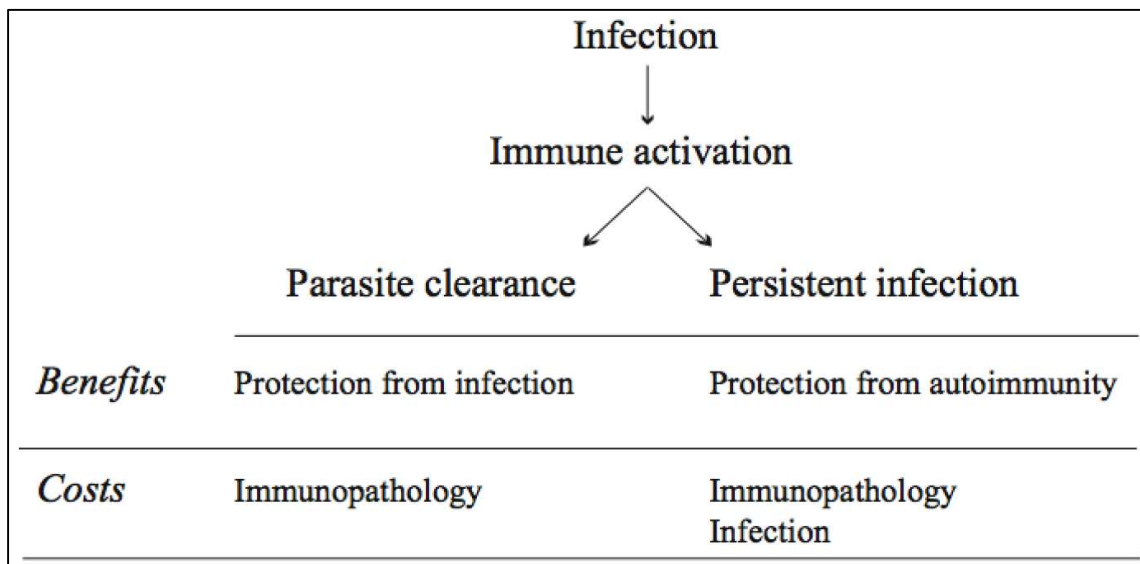 Infection
Immune activation
Parasite clearance Persistent infection
Benefits Protection from infection Protection from autoimmunity
Costs Immunopathology Immunopathology
Infection